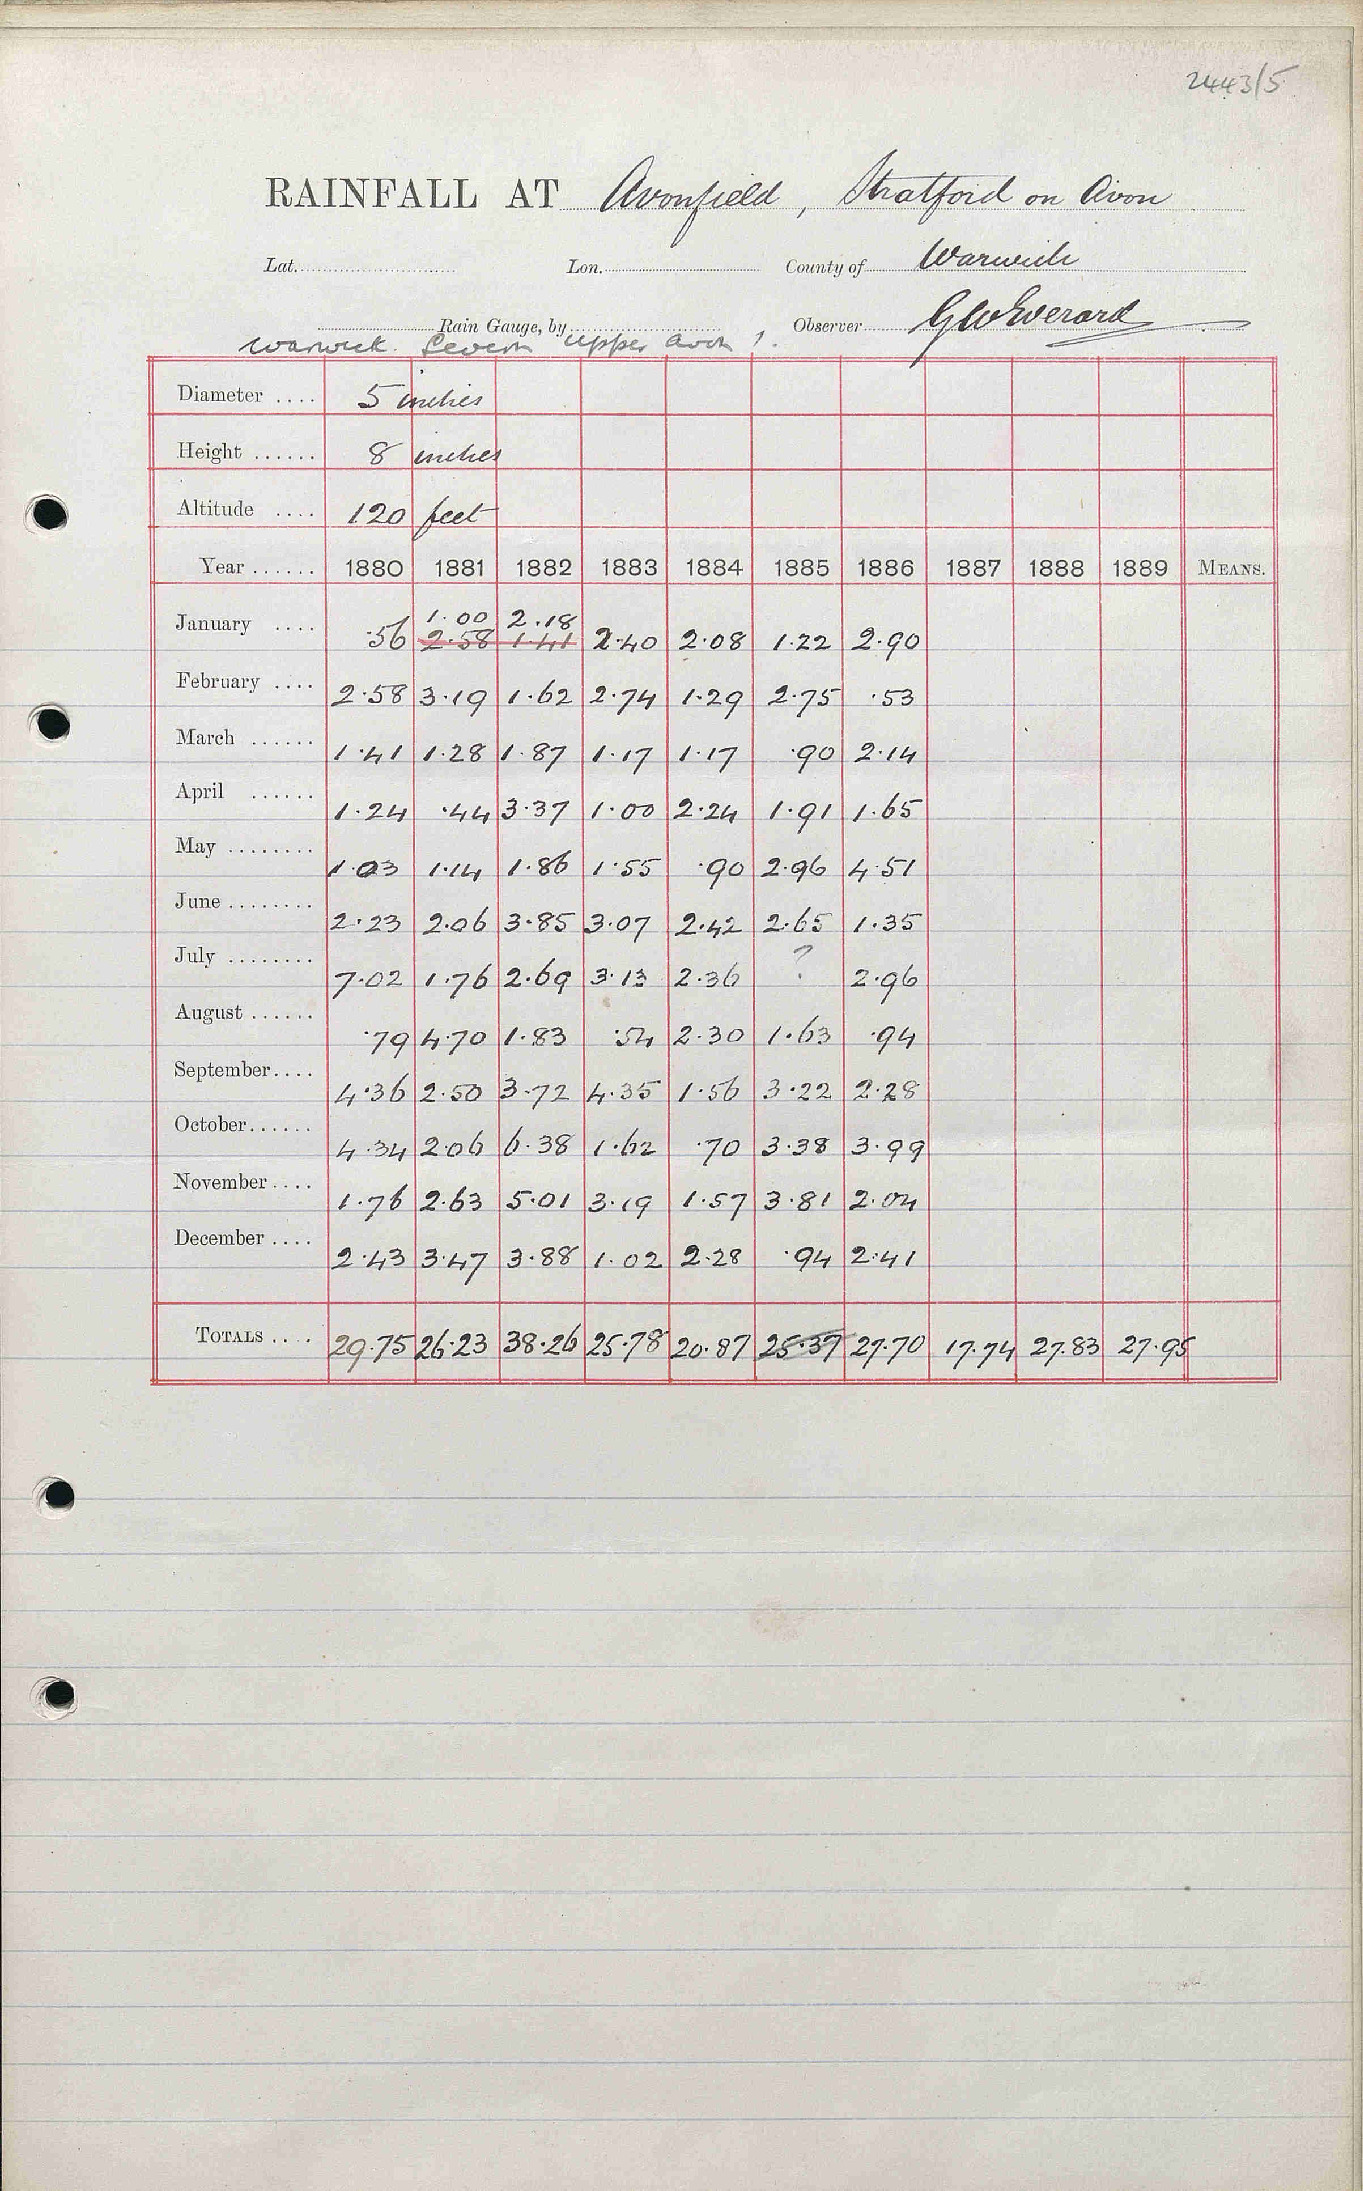 2443/5
RAINFALL AT Avonfield, Stratford on Avon
Lat. Lon. County of Warwick
Rain Gauge, by Observer GW Everard
Warwick. Severn Upper Avon 1.
Diameter .... 5 inches
Height ...... 8 inches
Altitude .... 120 feet
Year ...... 1880 1881 1882 1883 1884 1885 1886 1887 1888 1889 MEANS.
1.00 2.18
January .... .56 2.58 1.41 2.40 2.08 1.22 2.90
February .... 2.58 3.19 1.62 2.74 1.29 2.75 .53
March ...... 1.41 1.28 1.87 1.17 1.17 .90 2.14
April ...... 1.24 .44 3.37 1.00 2.24 1.91 1.65
May ........ 1.03 1.14 1.86 1.55 .90 2.96 4.51
June ........ 2.23 2.06 3.85 3.07 2.42 2.65 1.35
July ........ 7.02 1.76 2.69 3.13 2.36 ? 2.96
August ...... .79 4.70 1.83 .54 2.30 1.63 .94
September.... 4.36 2.50 3.72 4.35 1.56 3.22 2.28
October...... 4.34 2.06 6.38 1.62 .70 3.38 3.99
November.... 1.76 2.63 5.01 3.19 1.57 3.81 2.04
December.... 2.43 3.47 3.88 1.02 2.28 .94 2.41
TOTALS .... 29.75 26.23 38.26 25.78 20.87 25.37 27.70 17.74 27.83 27.95